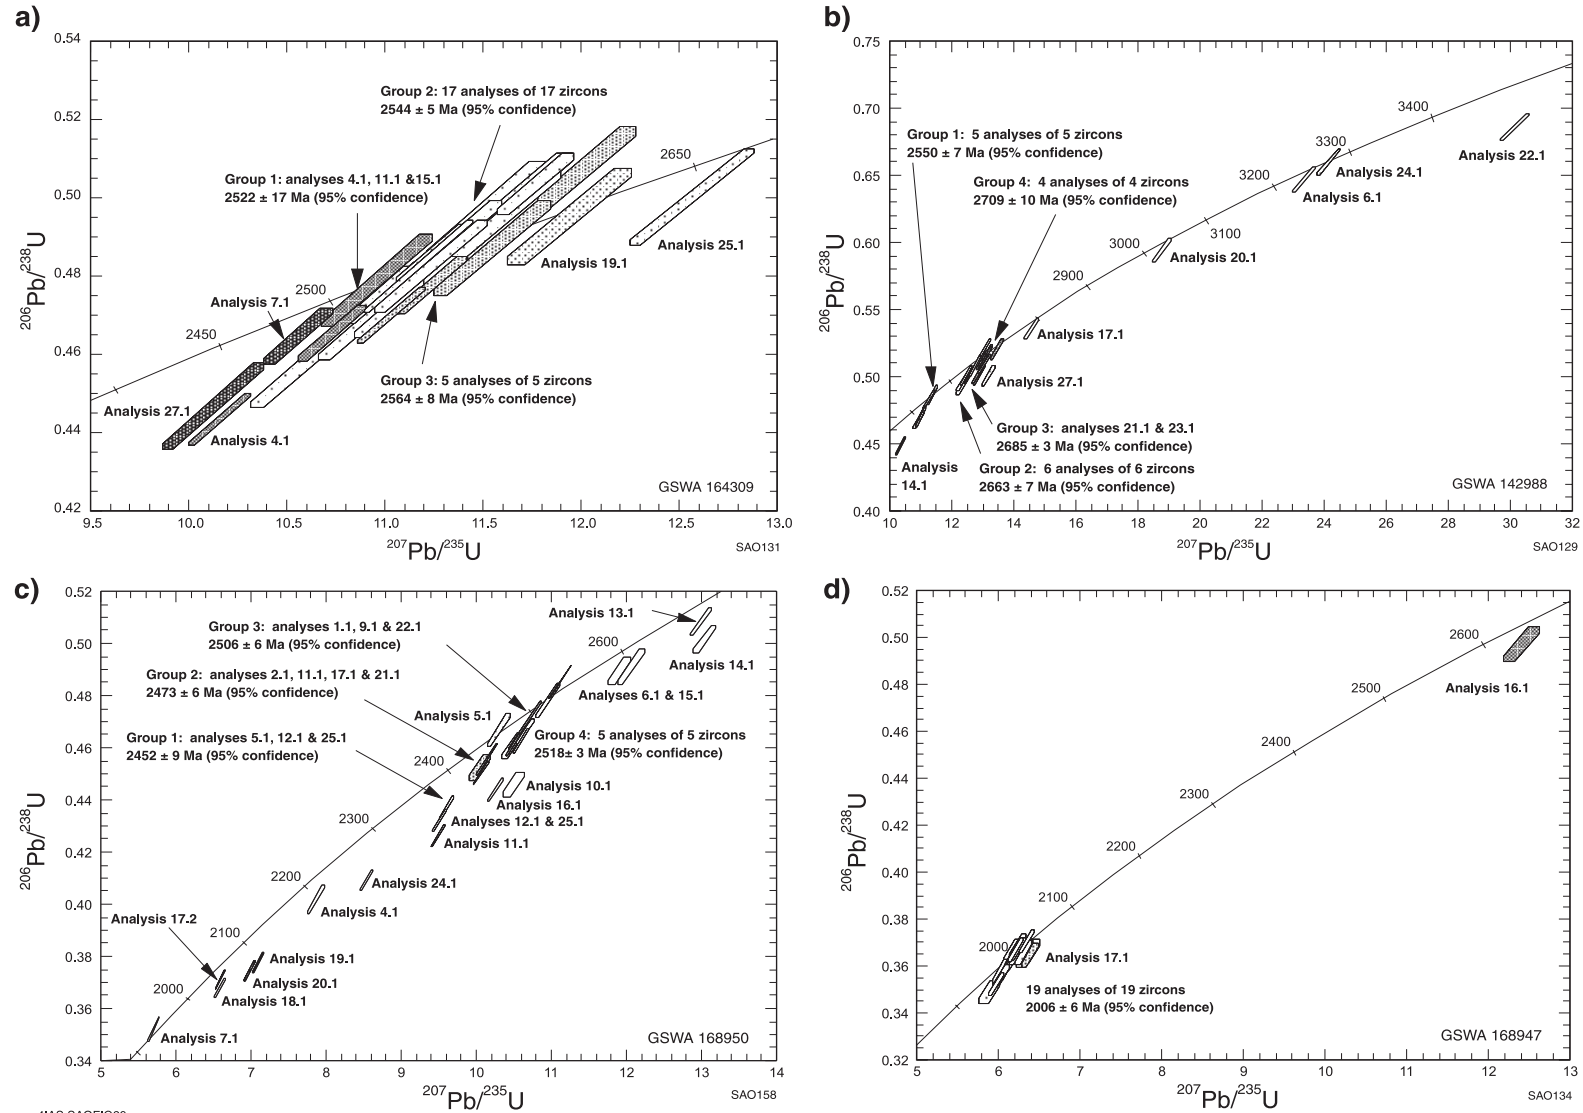 a)
0.54
0.52
0.50
0.48
0.46
0.44
0.42
206Pb/238U
Group 2: 17 analyses of 17 zircons
2544 ± 5 Ma (95% confidence)
Group 1: analyses 4.1, 11.1 &15.1
2522 ± 17 Ma (95% confidence)
2650
Analysis 25.1
Analysis 19.1
2500
Analysis 7.1
2450
Group 3: 5 analyses of 5 zircons
2564 ± 8 Ma (95% confidence)
Analysis 27.1
Analysis 4.1
GSWA 164309
9.5 10.0 10.5 11.0 11.5 12.0 12.5 13.0
207Pb/235U
SAO131
b)
0.75
0.70
0.65
0.60
0.55
0.50
0.45
0.40
206Pb/238U
3400
Group 1: 5 analyses of 5 zircons
2550 ± 7 Ma (95% confidence)
3300
Analysis 22.1
Analysis 24.1
Group 4: 4 analyses of 4 zircons
2709 ± 10 Ma (95% confidence)
3200
Analysis 6.1
3100
3000
Analysis 20.1
2900
Analysis 17.1
Analysis 27.1
Group 3: analyses 21.1 & 23.1
2685 ± 3 Ma (95% confidence)
Analysis
14.1
Group 2: 6 analyses of 6 zircons
2663 ± 7 Ma (95% confidence)
GSWA 142988
10 12 14 16 18 20 22 24 26 28 30 32
207Pb/235U
SAO129
c)
0.52
0.50
0.48
0.46
0.44
0.42
0.40
0.38
0.36
0.34
206Pb/238U
Analysis 13.1
Group 3: analyses 1.1, 9.1 & 22.1
2506 ± 6 Ma (95% confidence)
2600
Analysis 14.1
Group 2: analyses 2.1, 11.1, 17.1 & 21.1
2473 ± 6 Ma (95% confidence)
Analyses 6.1 & 15.1
Analysis 5.1
Group 1: analyses 5.1, 12.1 & 25.1
2452 ± 9 Ma (95% confidence)
Group 4: 5 analyses of 5 zircons
2518± 3 Ma (95% confidence)
2400
Analysis 10.1
Analysis 16.1
2300
Analyses 12.1 & 25.1
Analysis 11.1
2200
Analysis 24.1
Analysis 4.1
Analysis 17.2
2100
Analysis 19.1
Analysis 20.1
2000
Analysis 18.1
Analysis 7.1
GSWA 168950
5 6 7 8 9 10 11 12 13 14
207Pb/235U
SAO158
d)
0.52
0.50
0.48
0.46
0.44
0.42
0.40
0.38
0.36
0.34
0.32
206Pb/238U
2600
Analysis 16.1
2500
2400
2300
2200
2100
2000
Analysis 17.1
19 analyses of 19 zircons
2006 ± 6 Ma (95% confidence)
GSWA 168947
5 6 7 8 9 10 11 12 13
207Pb/235U
SAO134